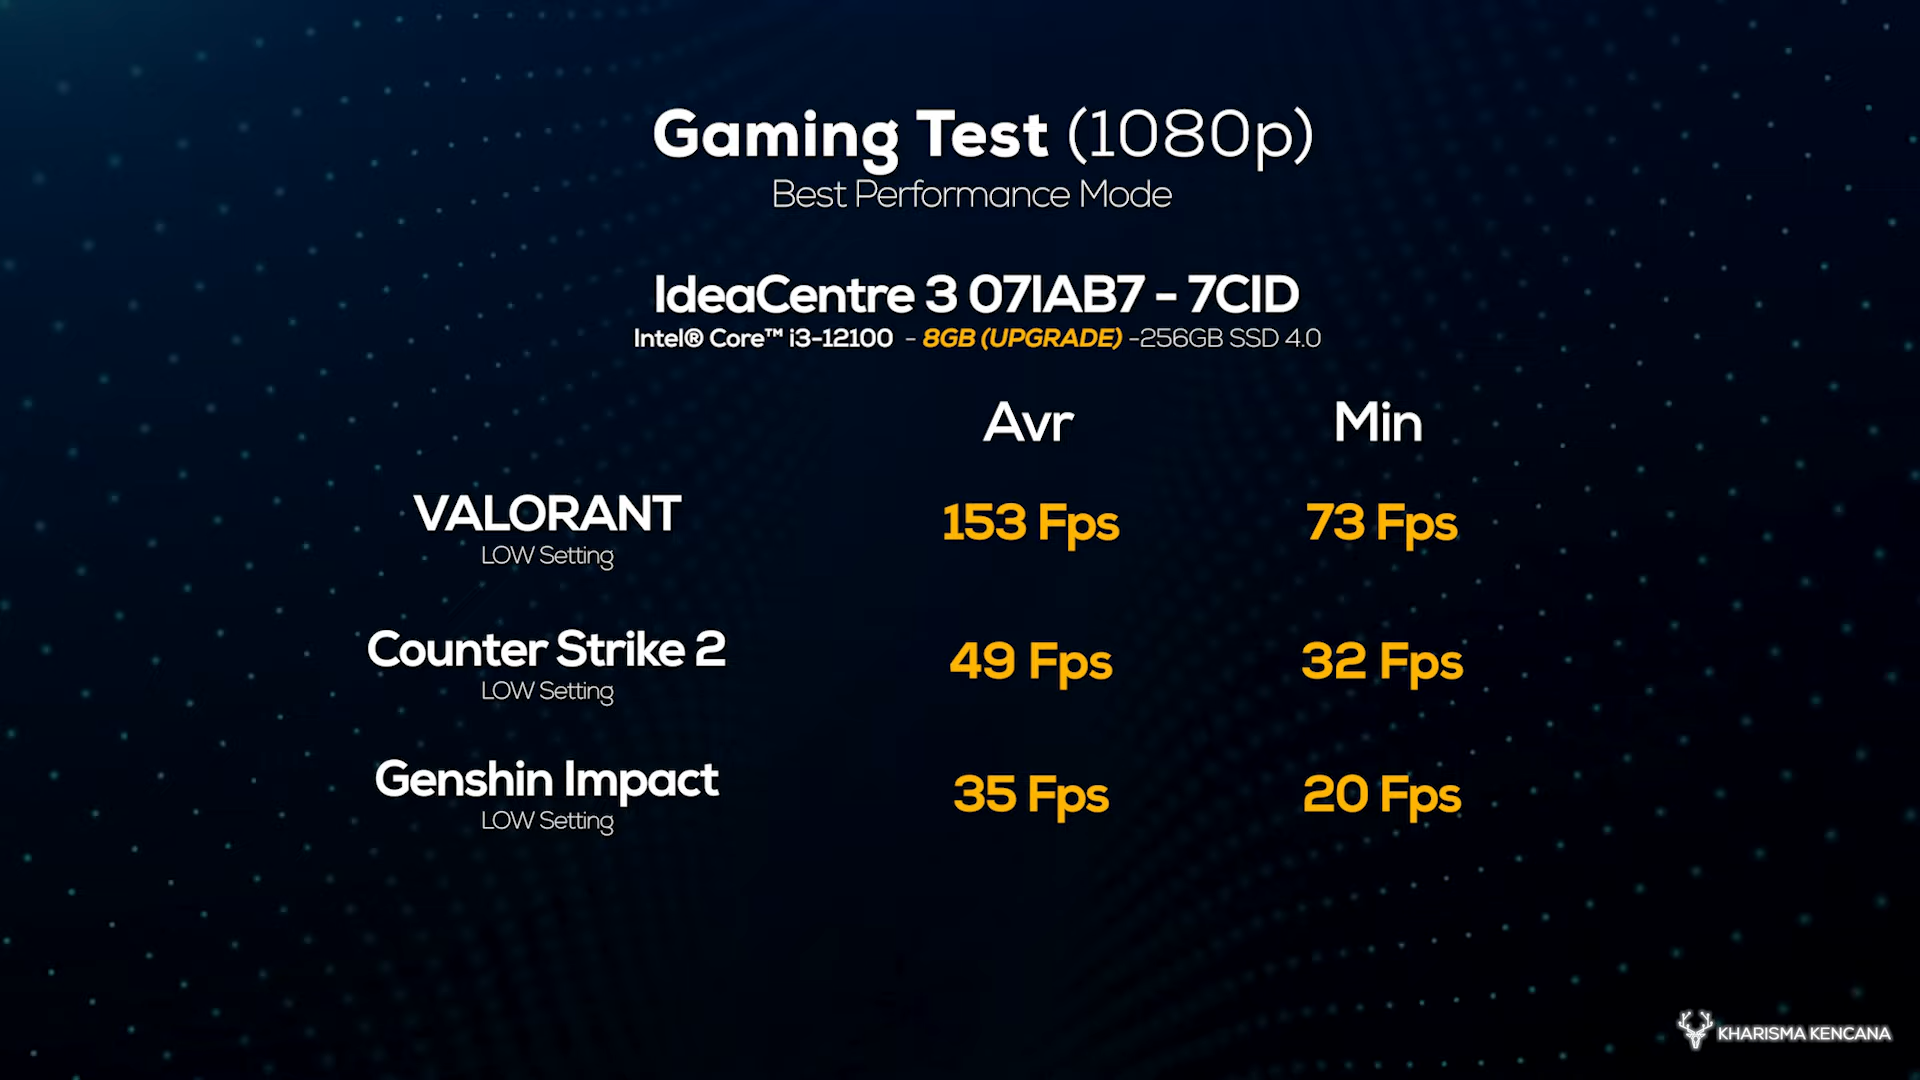 Gaming Test (1080p)
Best Performance Mode
IdeaCentre 3 07IAB7 - 7CID
Intel® Core™ i3-12100 - 8GB (UPGRADE) -256GB SSD 4.0
Avr Min
VALORANT 153 Fps 73 Fps
LOW Setting
Counter Strike 2 49 Fps 32 Fps
LOW Setting
Genshin Impact 35 Fps 20 Fps
LOW Setting
KHARISMA KENCANA